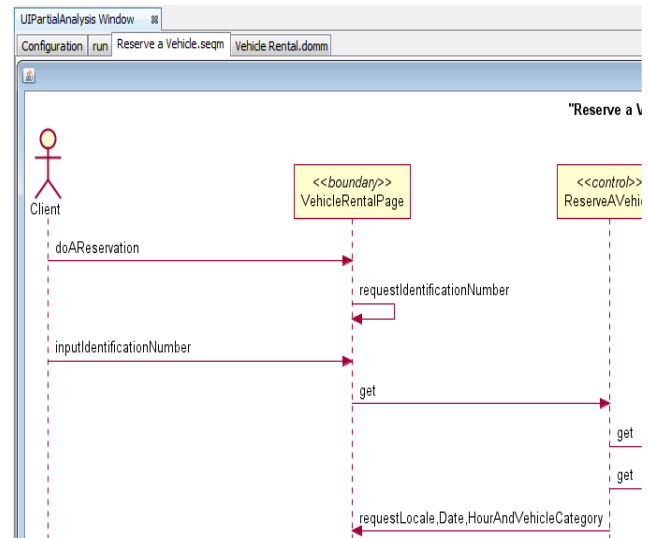 UIPartialAnalysis Window
Configuration run Reserve a Vehicle.seqm Vehicle Rental.domm
"Reserve a V
Client
<<boundary>>
VehicleRentalPage
<<control>>
ReserveAVehi
doAReservation
requestIdentificationNumber
inputIdentificationNumber
get
get
get
requestLocale,Date,HourAndVehicleCategory